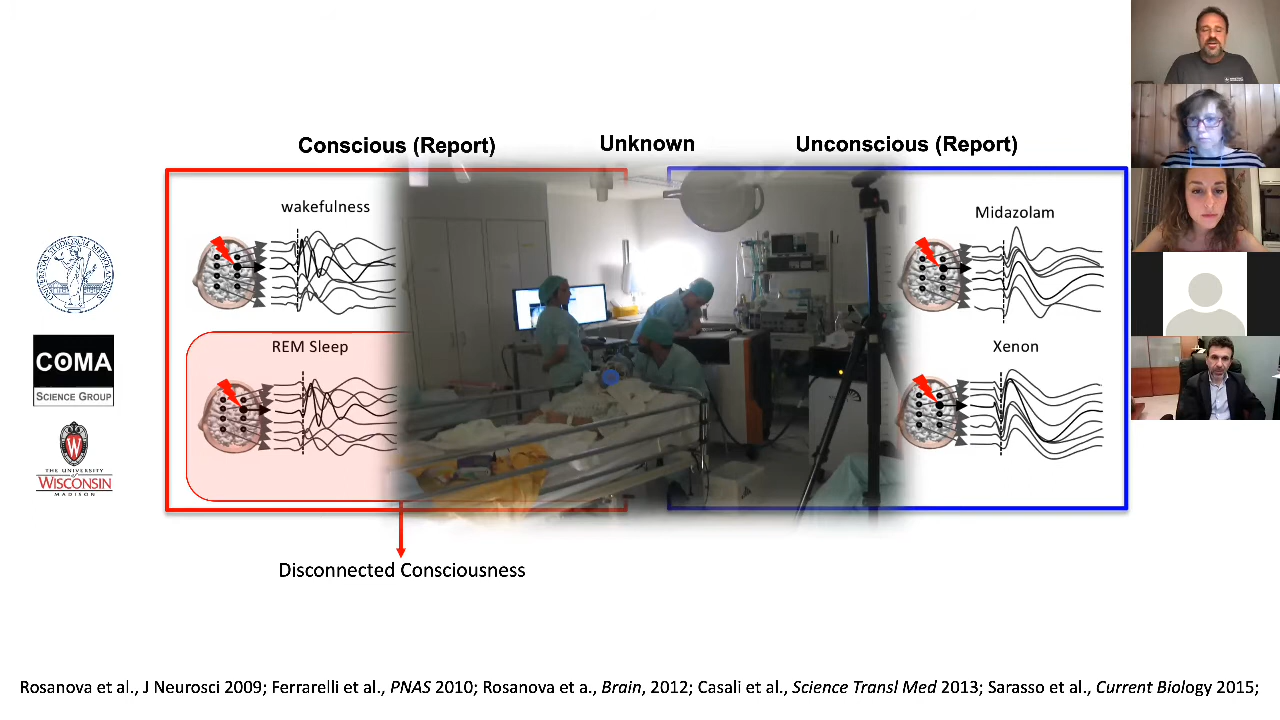 Conscious (Report)
Unknown
Unconscious (Report)
wakefulness
REM Sleep
Midazolam
Xenon
COMA
SCIENCE GROUP
W
THE UNIVERSITY
of
WISCONSIN
MADISON
Disconnected Consciousness
Rosanova et al., J Neurosci 2009; Ferrarelli et al., PNAS 2010; Rosanova et a., Brain, 2012; Casali et al., Science Transl Med 2013; Sarasso et al., Current Biology 2015;